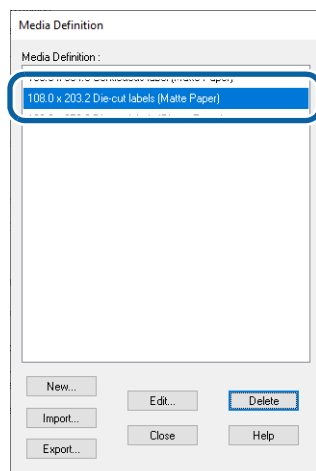 Media Definition
Media Definition :
108.0 x 203.2 Die-cut labels (Matte Paper)
New...
Edit...
Delete
Import...
Close
Help
Export...